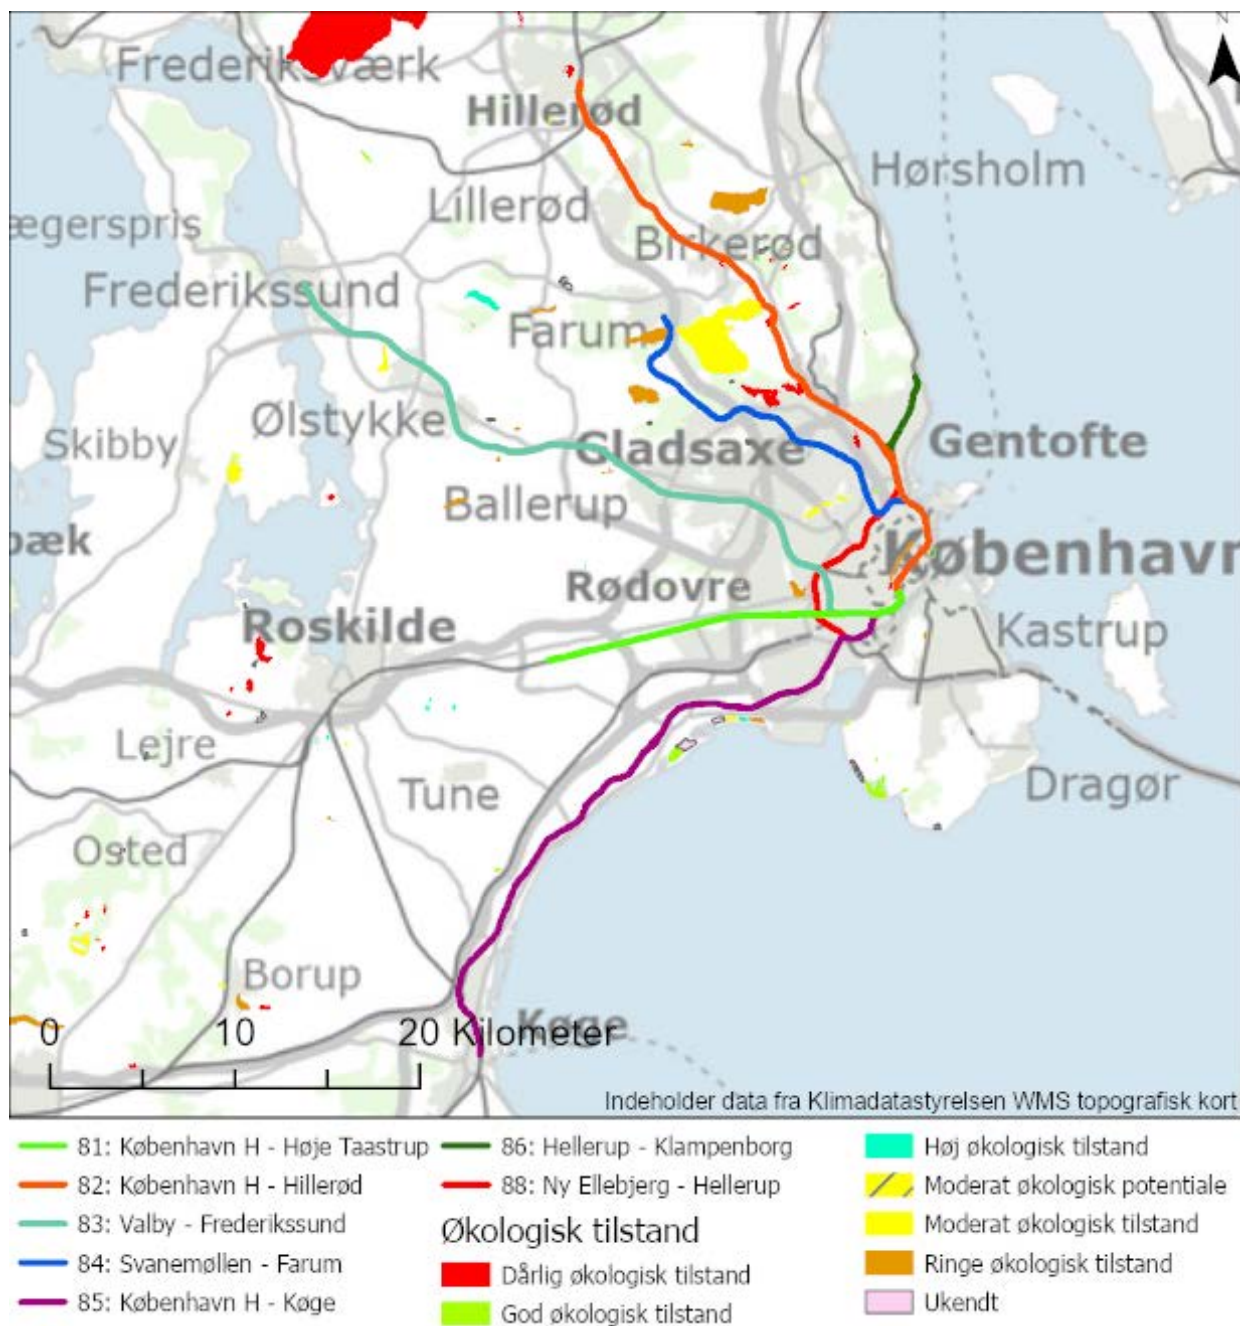 Frederiksværk
Hillerød
Hørsholm
Lillerød
ægerspris
Birkerød
Frederikssund
Farum
Ølstykke
Skibby
Gladsaxe
Gentofte
Ballerup
bæk
København
Rødovre
Roskilde
Kastrup
Lejre
Tune
Dragør
Osted
Borup
Køge
0 10 20 Kilometer
Indeholder data fra Klimadatastyrelsen WMS topografisk kort
81: København H - Høje Taastrup
82: København H - Hillerød
83: Valby - Frederikssund
84: Svanemøllen - Farum
85: København H - Køge
86: Hellerup - Klampenborg
88: Ny Ellebjerg - Hellerup
Økologisk tilstand
Dårlig økologisk tilstand
God økologisk tilstand
Høj økologisk tilstand
Moderat økologisk potentiale
Moderat økologisk tilstand
Ringe økologisk tilstand
Ukendt